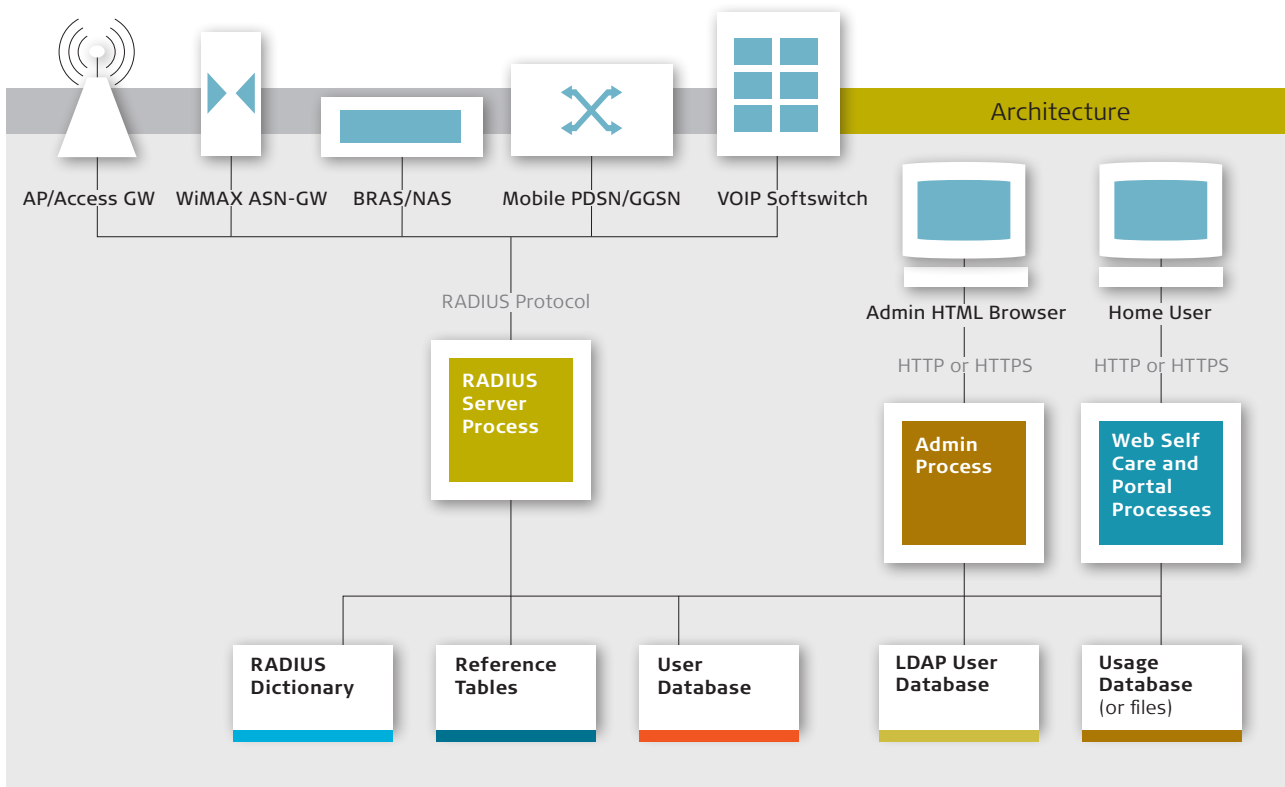 Architecture
AP/Access GW
WiMAX ASN-GW
BRAS/NAS
Mobile PDSN/GGSN
VOIP Softswitch
RADIUS Protocol
Admin HTML Browser
Home User
HTTP or HTTPS
HTTP or HTTPS
RADIUS
Server
Process
Admin
Process
Web Self
Care and
Portal
Processes
RADIUS
Dictionary
Reference
Tables
User
Database
LDAP User
Database
Usage
Database
(or files)